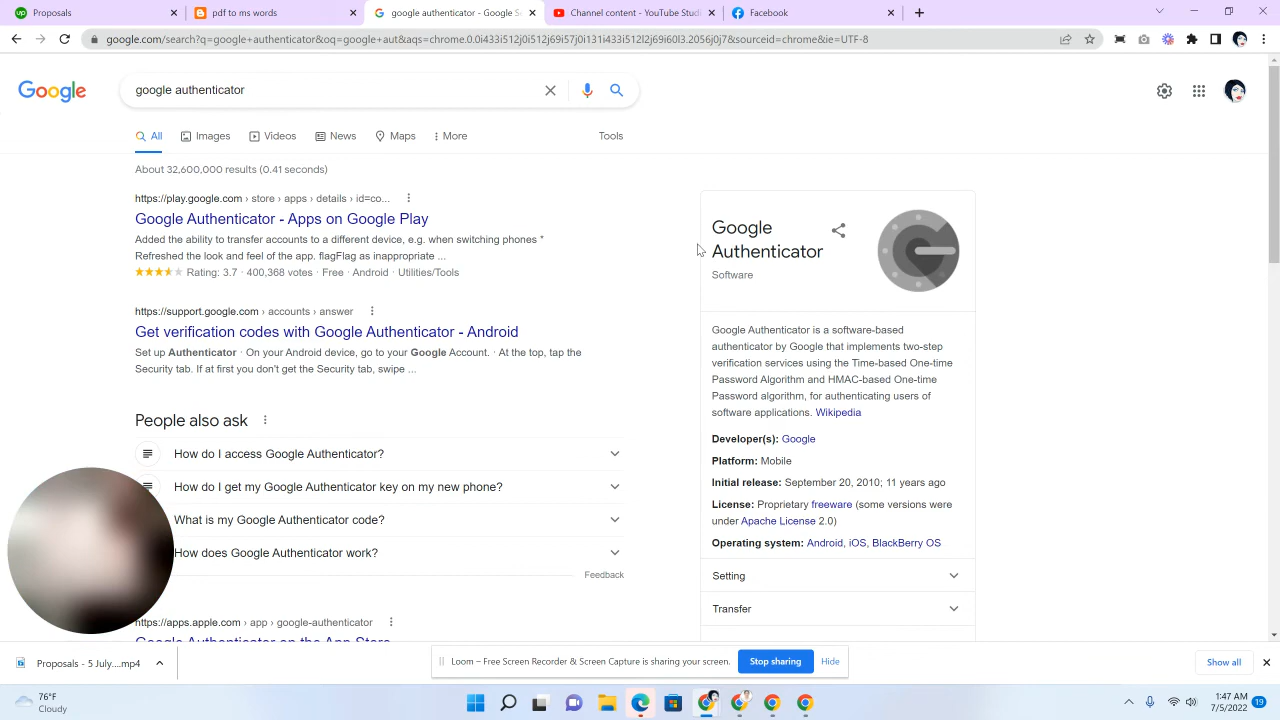 Proposals
pdf to ms words
google authenticator - Google Se
Channel content - YouTube Studi
Facebook
google.com/search?q=google+authenticator&oq=google+aut&aqs=chrome.0.0i433i512j0i512j69i57j0i131i433i512l2j69i60l3.2056j0j7&sourceid=chrome&ie=UTF-8
Google
google authenticator
All
Images
Videos
News
Maps
More
Tools
About 32,600,000 results (0.41 seconds)
https://play.google.com › store › apps › details › id=co...
Google Authenticator - Apps on Google Play
Added the ability to transfer accounts to a different device, e.g. when switching phones *
Refreshed the look and feel of the app. flagFlag as inappropriate ...
Rating: 3.7 · 400,368 votes · Free · Android · Utilities/Tools
https://support.google.com › accounts › answer
Get verification codes with Google Authenticator - Android
Set up Authenticator · On your Android device, go to your Google Account. · At the top, tap the
Security tab. If at first you don't get the Security tab, swipe ...
People also ask
How do I access Google Authenticator?
How do I get my Google Authenticator key on my new phone?
What is my Google Authenticator code?
How does Google Authenticator work?
Feedback
https://apps.apple.com › app › google-authenticator
Google Authenticator on the App Store
Google
Authenticator
Software
Google Authenticator is a software-based
authenticator by Google that implements two-step
verification services using the Time-based One-time
Password Algorithm and HMAC-based One-time
Password algorithm, for authenticating users of
software applications. Wikipedia
Developer(s): Google
Platform: Mobile
Initial release: September 20, 2010; 11 years ago
License: Proprietary freeware (some versions were
under Apache License 2.0)
Operating system: Android, iOS, BlackBerry OS
Setting
Transfer
Proposals - 5 July....mp4
Loom – Free Screen Recorder & Screen Capture is sharing your screen.
Stop sharing
Hide
Show all
76°F
Cloudy
1:47 AM
7/5/2022
19